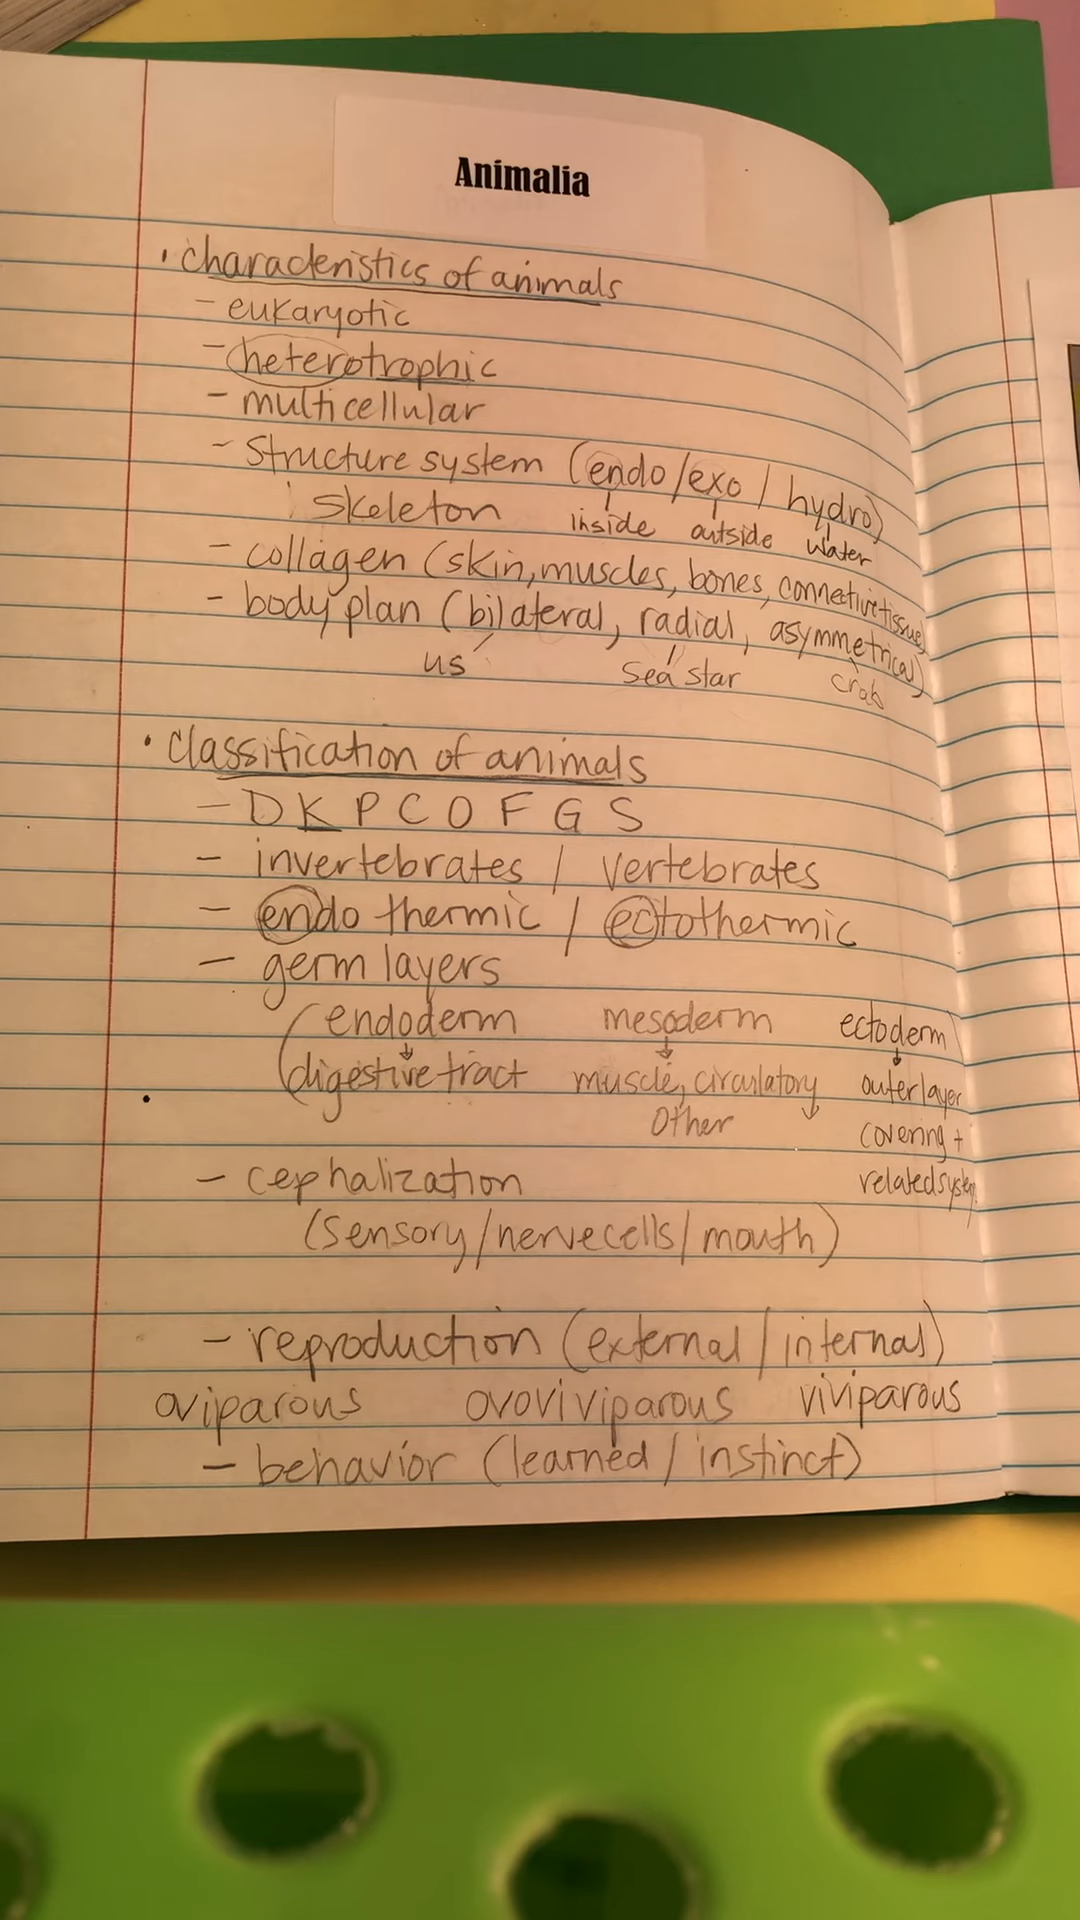 Animalia
• characteristics of animals
- eukaryotic
- heterotrophic
- multicellular
- Structure system (endo/exo/hydro)
skeleton inside outside water
- collagen (skin, muscles, bones, connective tissue)
- body plan (bilateral, radial, asymmetrical)
us sea star crab
• classification of animals
- D K P C O F G S
- invertebrates / vertebrates
- endothermic / ectothermic
- germ layers
(endoderm mesoderm ectoderm
digestive tract muscle, circulatory outer layer
other covering +
- cephalization related system
(sensory/nerve cells/mouth)
- reproduction (external/internal)
oviparous ovoviviparous viviparous
- behavior (learned/instinct)